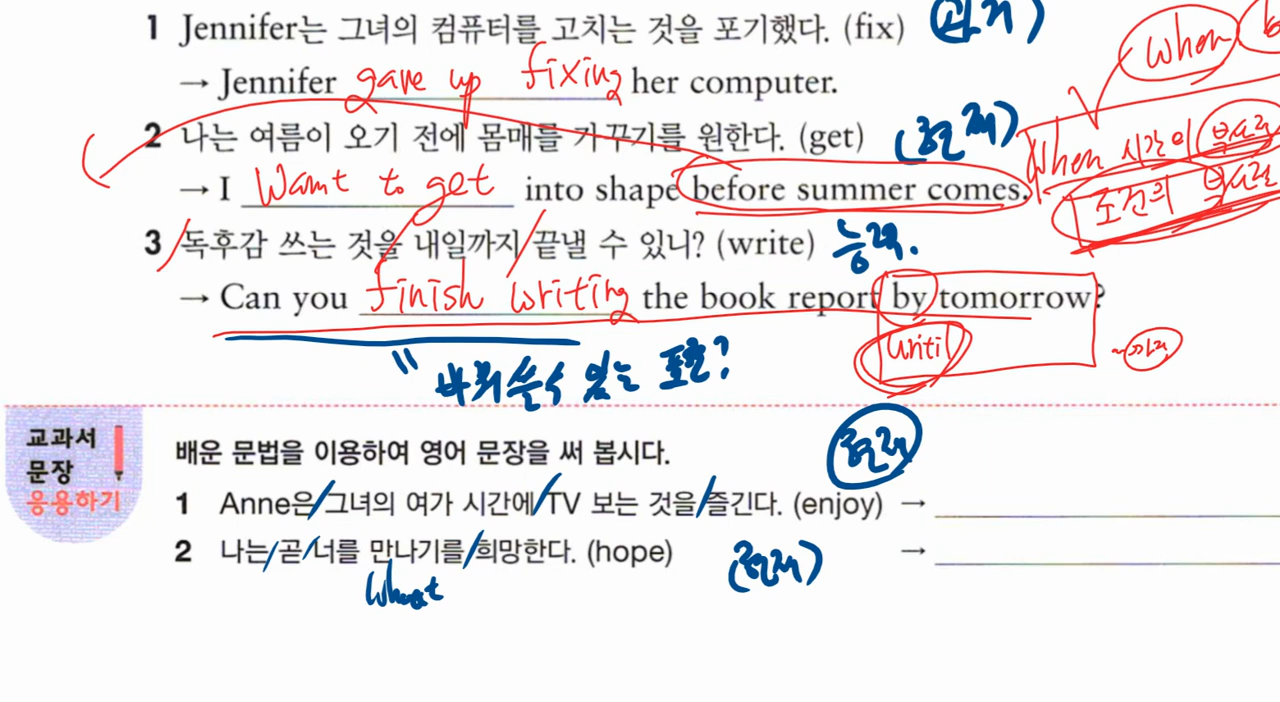 1 Jennifer는 그녀의 컴퓨터를 고치는 것을 포기했다. (fix) (과거)
when
→ Jennifer gave up fixing her computer.
2 나는 여름이 오기 전에 몸매를 가꾸기를 원한다. (get) (현재)
when 시간의 부사절
→ I want to get into shape before summer comes.
조건의 부사절
3 독후감 쓰는 것을 내일까지 끝낼 수 있니? (write) 능력.
→ Can you finish writing the book report by tomorrow?
until ~까지
" 바꿔쓸 수 있는 표현?
교과서
문장
응용하기
배운 문법을 이용하여 영어 문장을 써 봅시다. 현재
1 Anne은/그녀의 여가 시간에/TV 보는 것을/즐긴다. (enjoy) →
2 나는/곧/너를 만나기를/희망한다. (hope) (현재) →
what